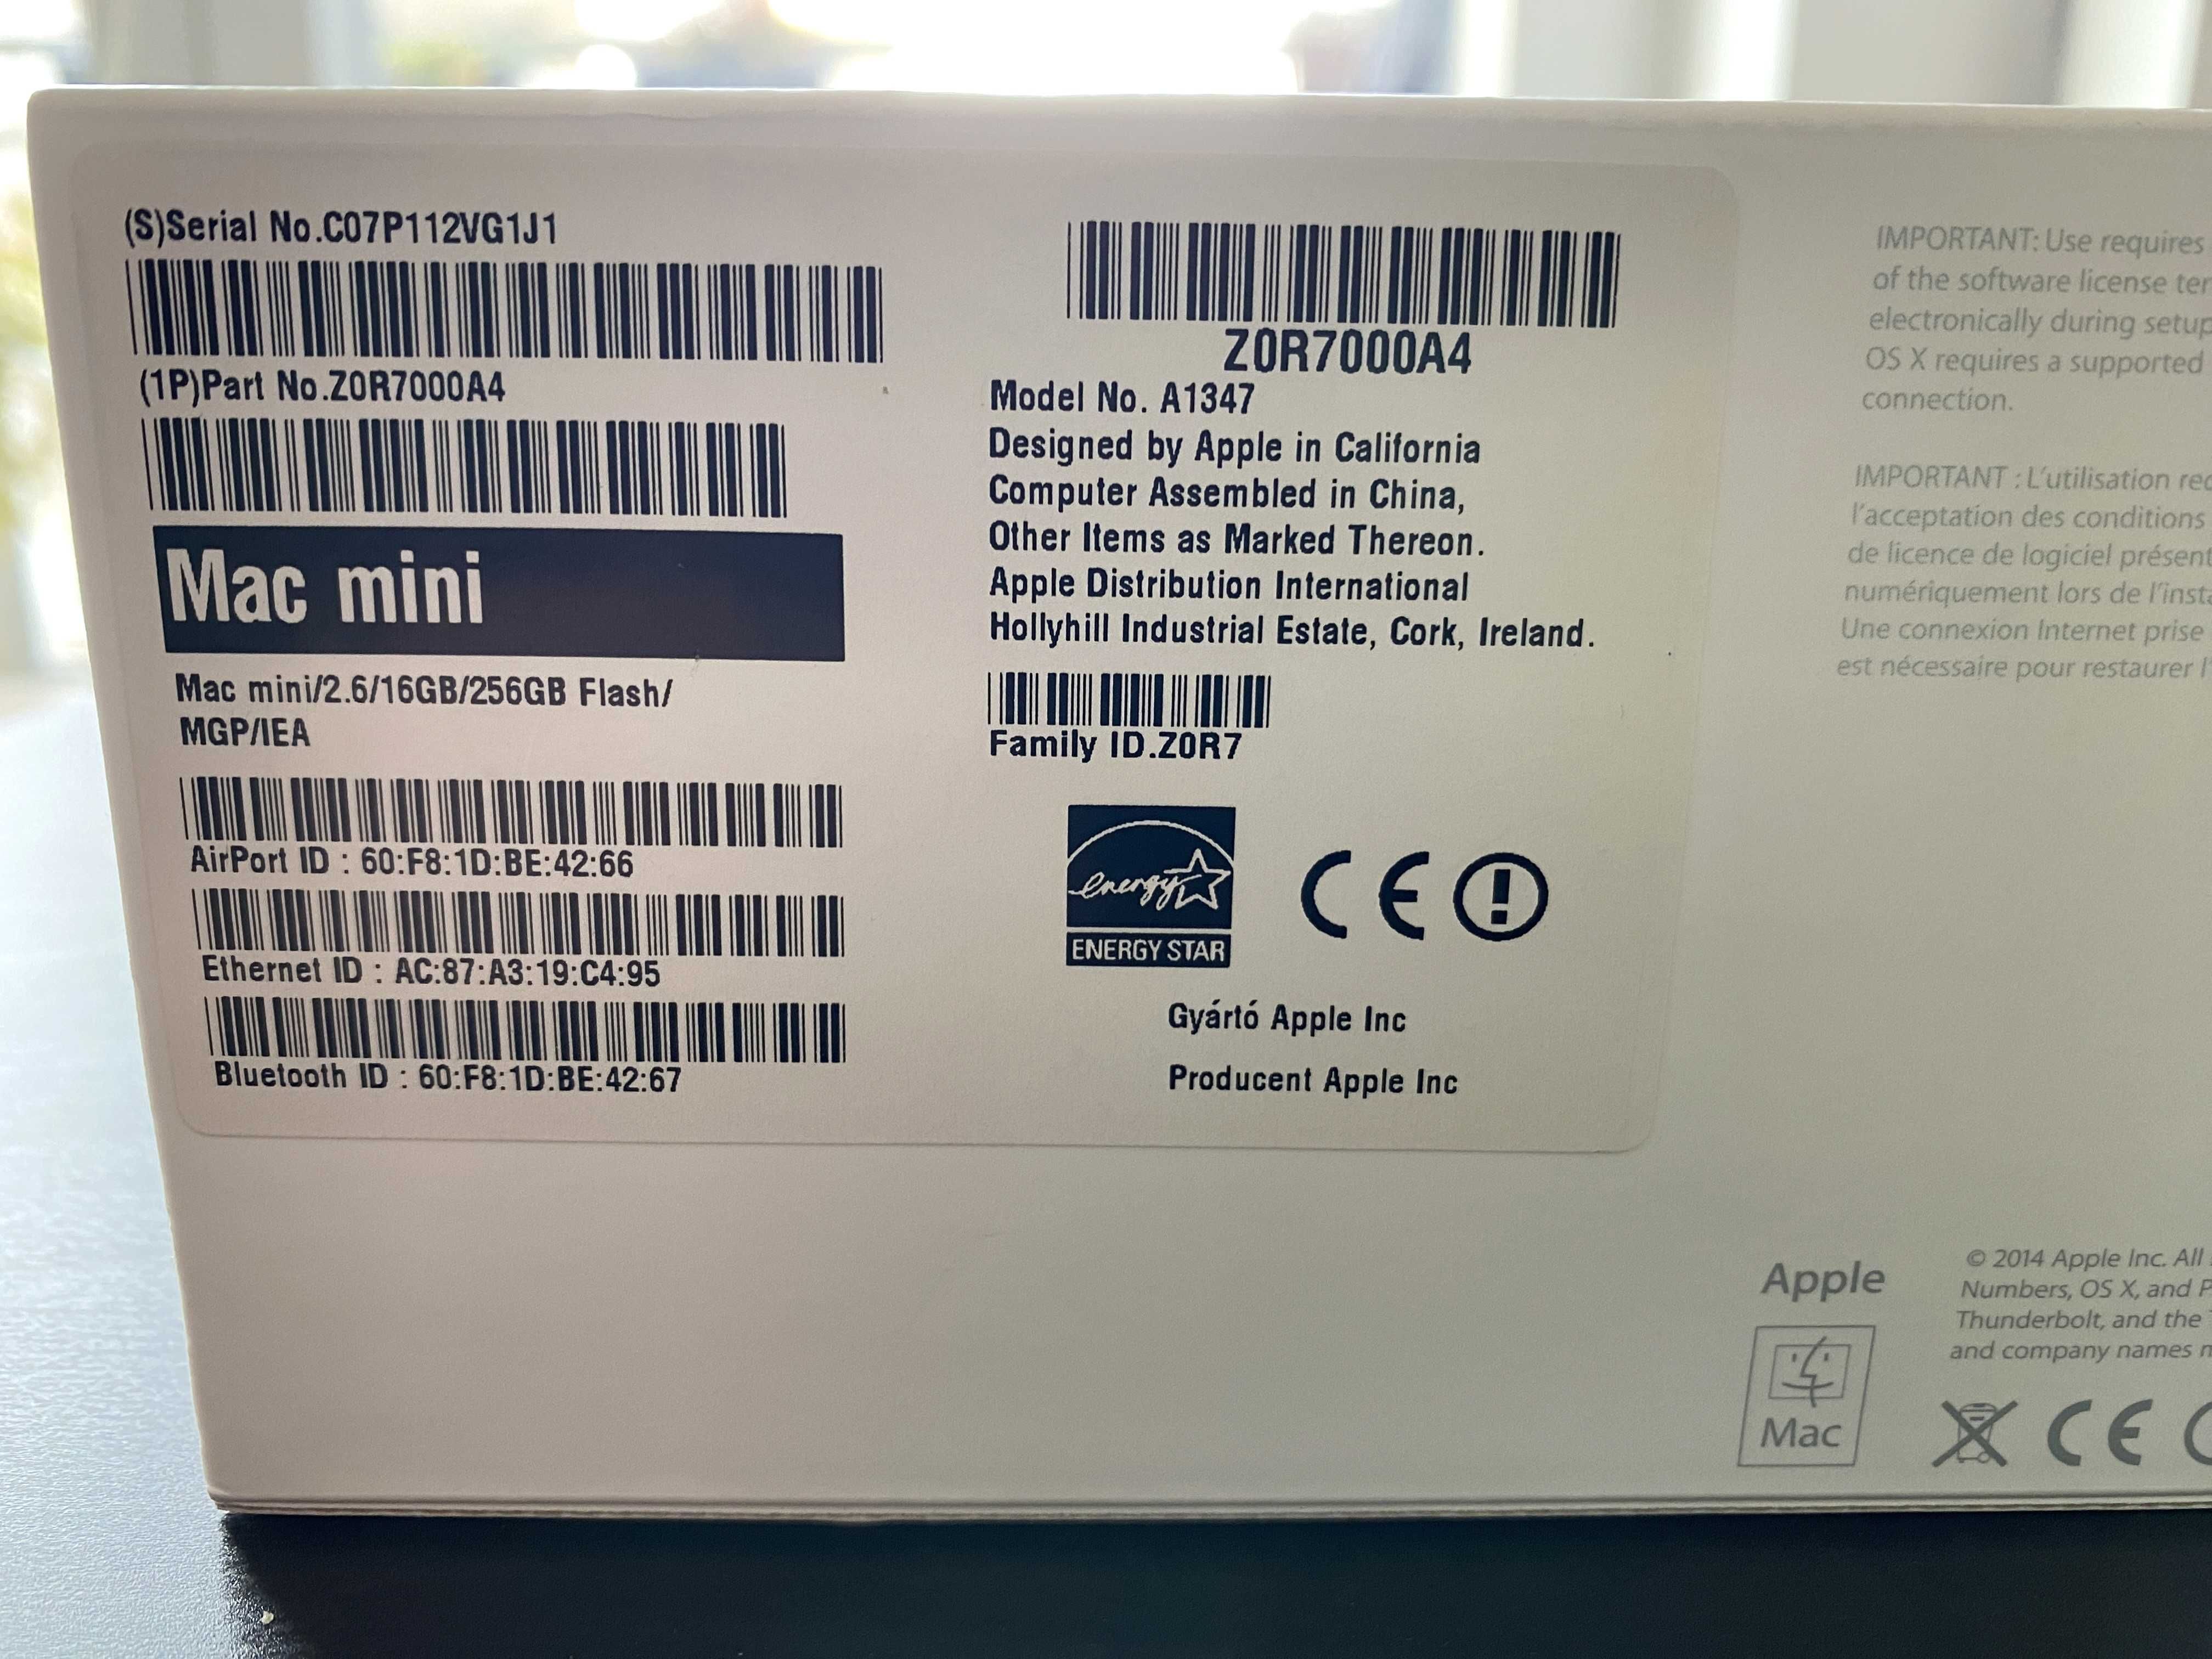 (S)Serial No.C07P112VG1J1
(1P)Part No.Z0R7000A4
Mac mini
Mac mini/2.6/16GB/256GB Flash/
MGP/IEA
AirPort ID : 60:F8:1D:BE:42:66
Ethernet ID : AC:87:A3:19:C4:95
Bluetooth ID : 60:F8:1D:BE:42:67
Z0R7000A4
Model No. A1347
Designed by Apple in California
Computer Assembled in China,
Other Items as Marked Thereon.
Apple Distribution International
Hollyhill Industrial Estate, Cork, Ireland.
Family ID.Z0R7
energy
ENERGY STAR
CE
Gyártó Apple Inc
Producent Apple Inc
IMPORTANT: Use requires
of the software license
electronically during setup
OS X requires a supported
connection.
IMPORTANT : L'utilisation
l'acceptation des conditions
de licence de logiciel
numériquement lors de
Une connexion Internet prise
est nécessaire pour restaurer
Apple
Mac
© 2014 Apple Inc. All
Numbers, OS X, and
Thunderbolt, and the
and company names
CE